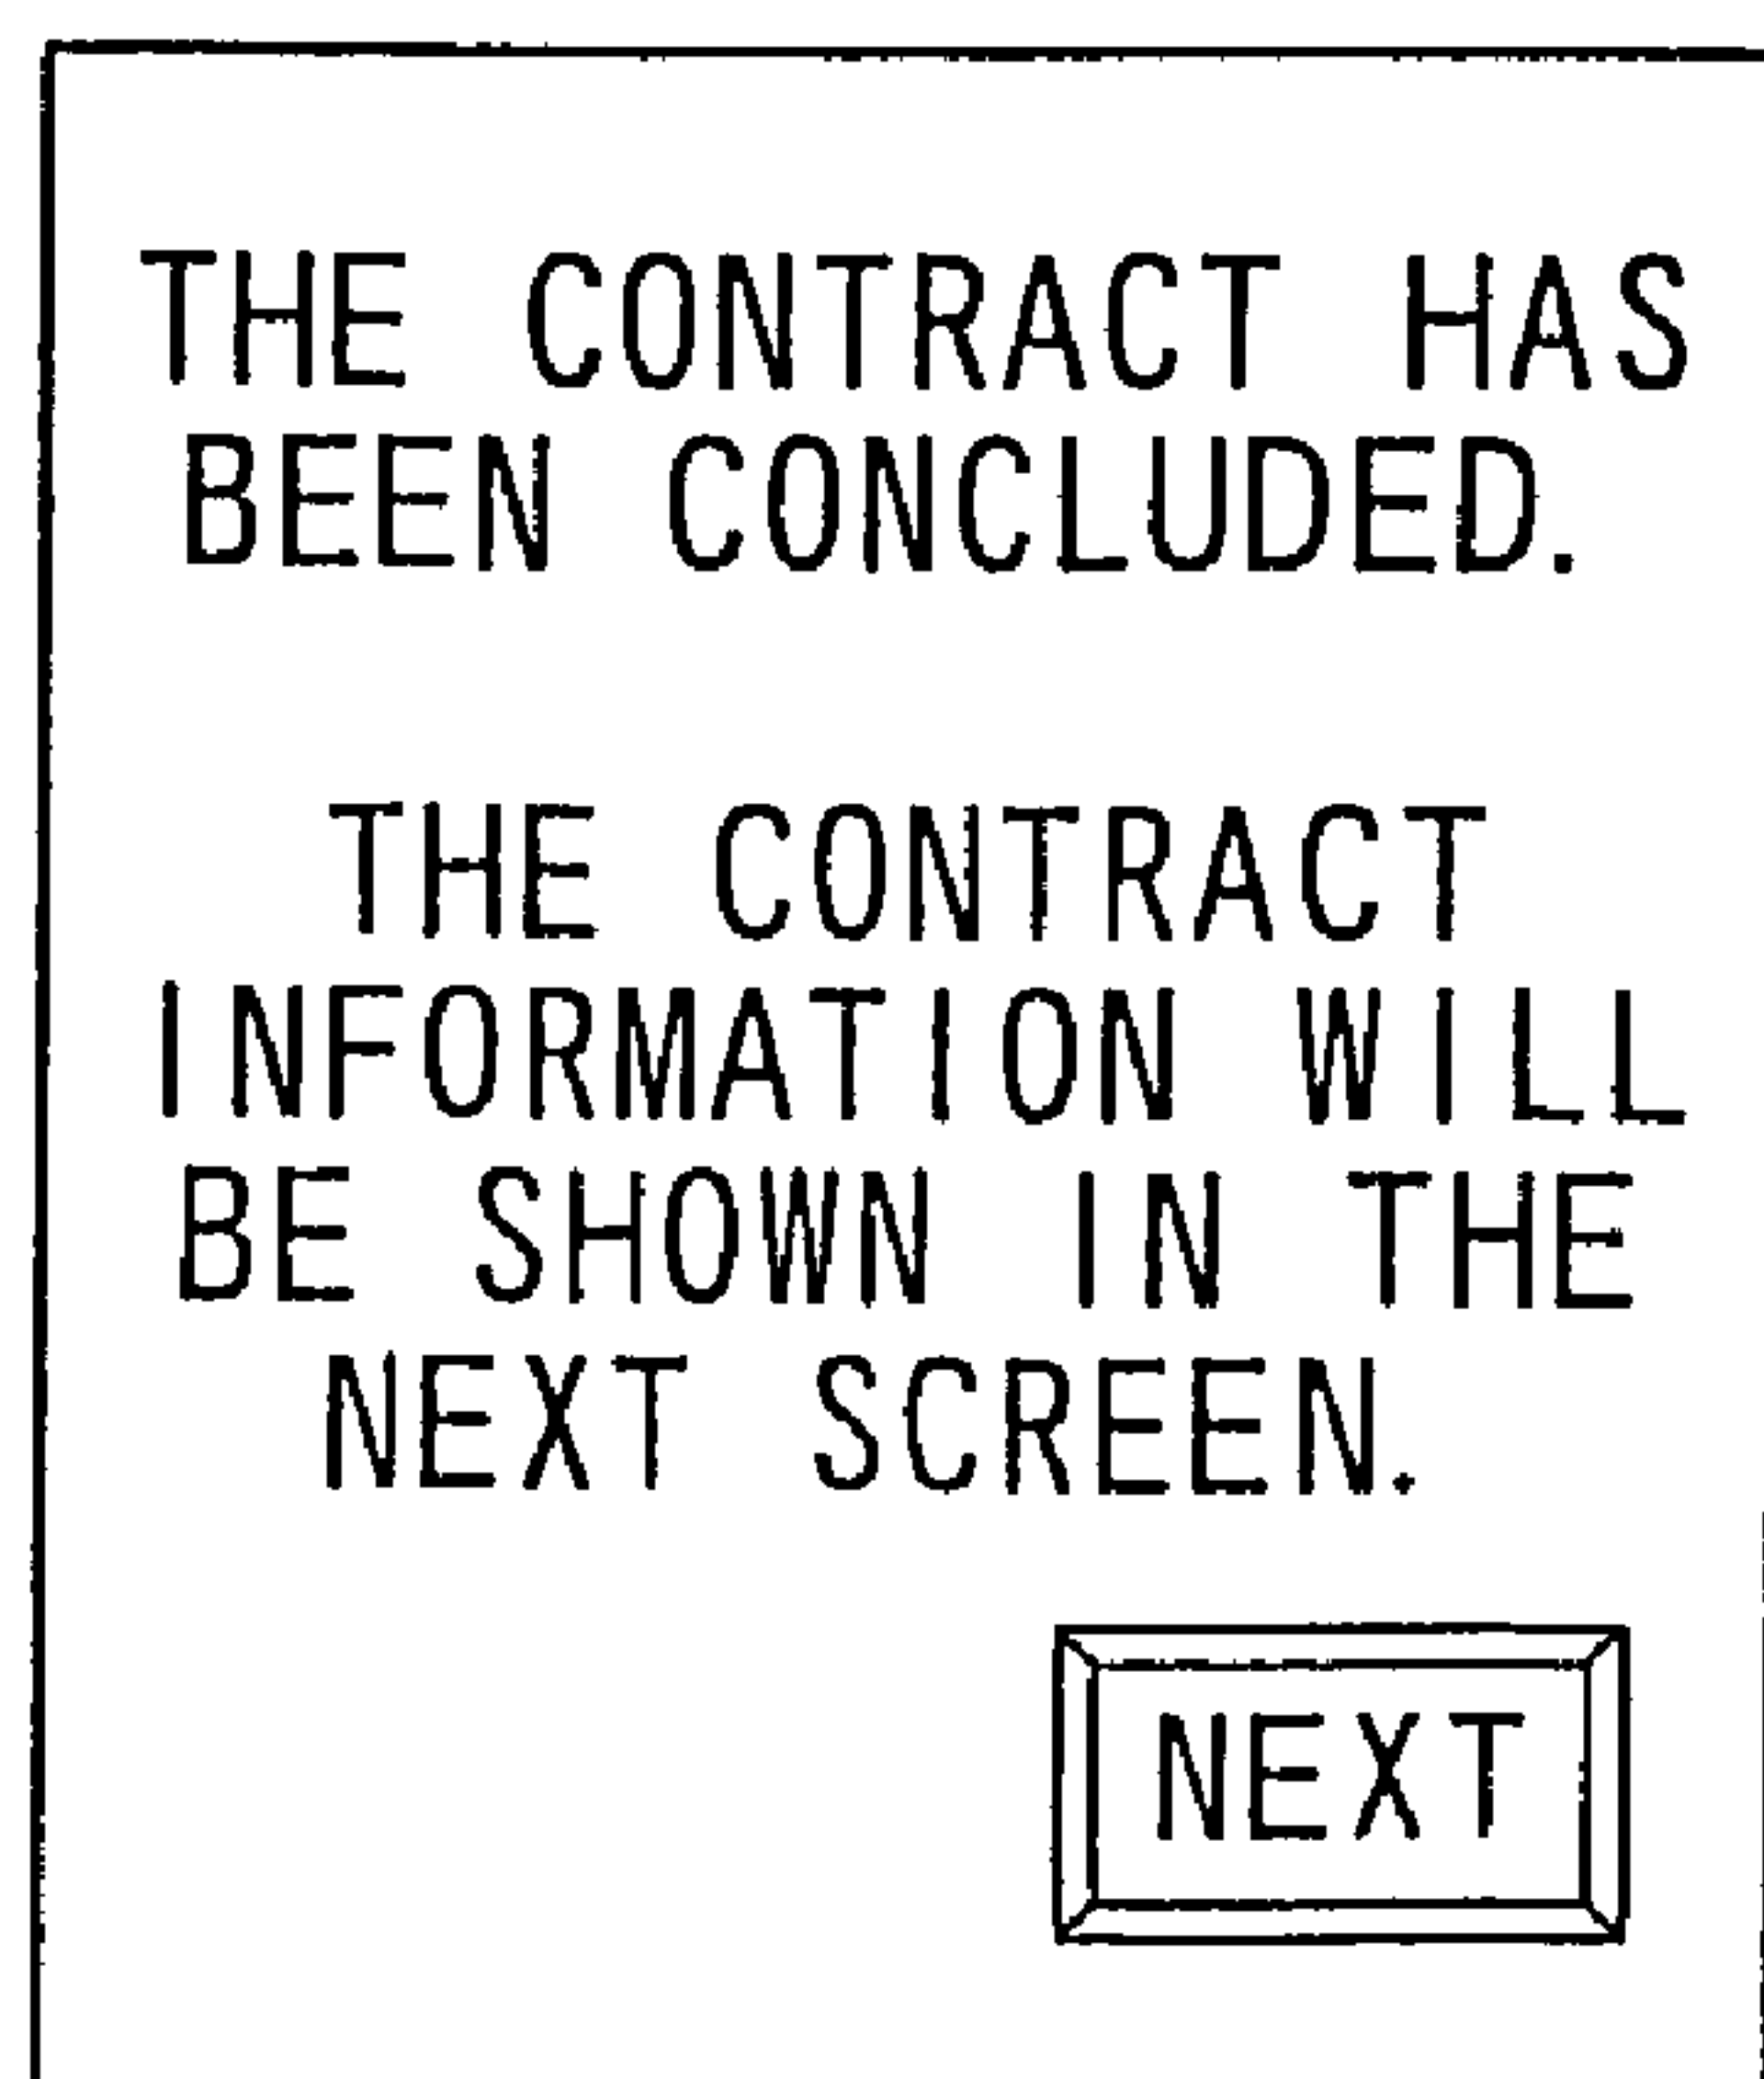 THE CONTRACT HAS
BEEN CONCLUDED.
THE CONTRACT
INFORMATION WILL
BE SHOWN IN THE
NEXT SCREEN.
NEXT